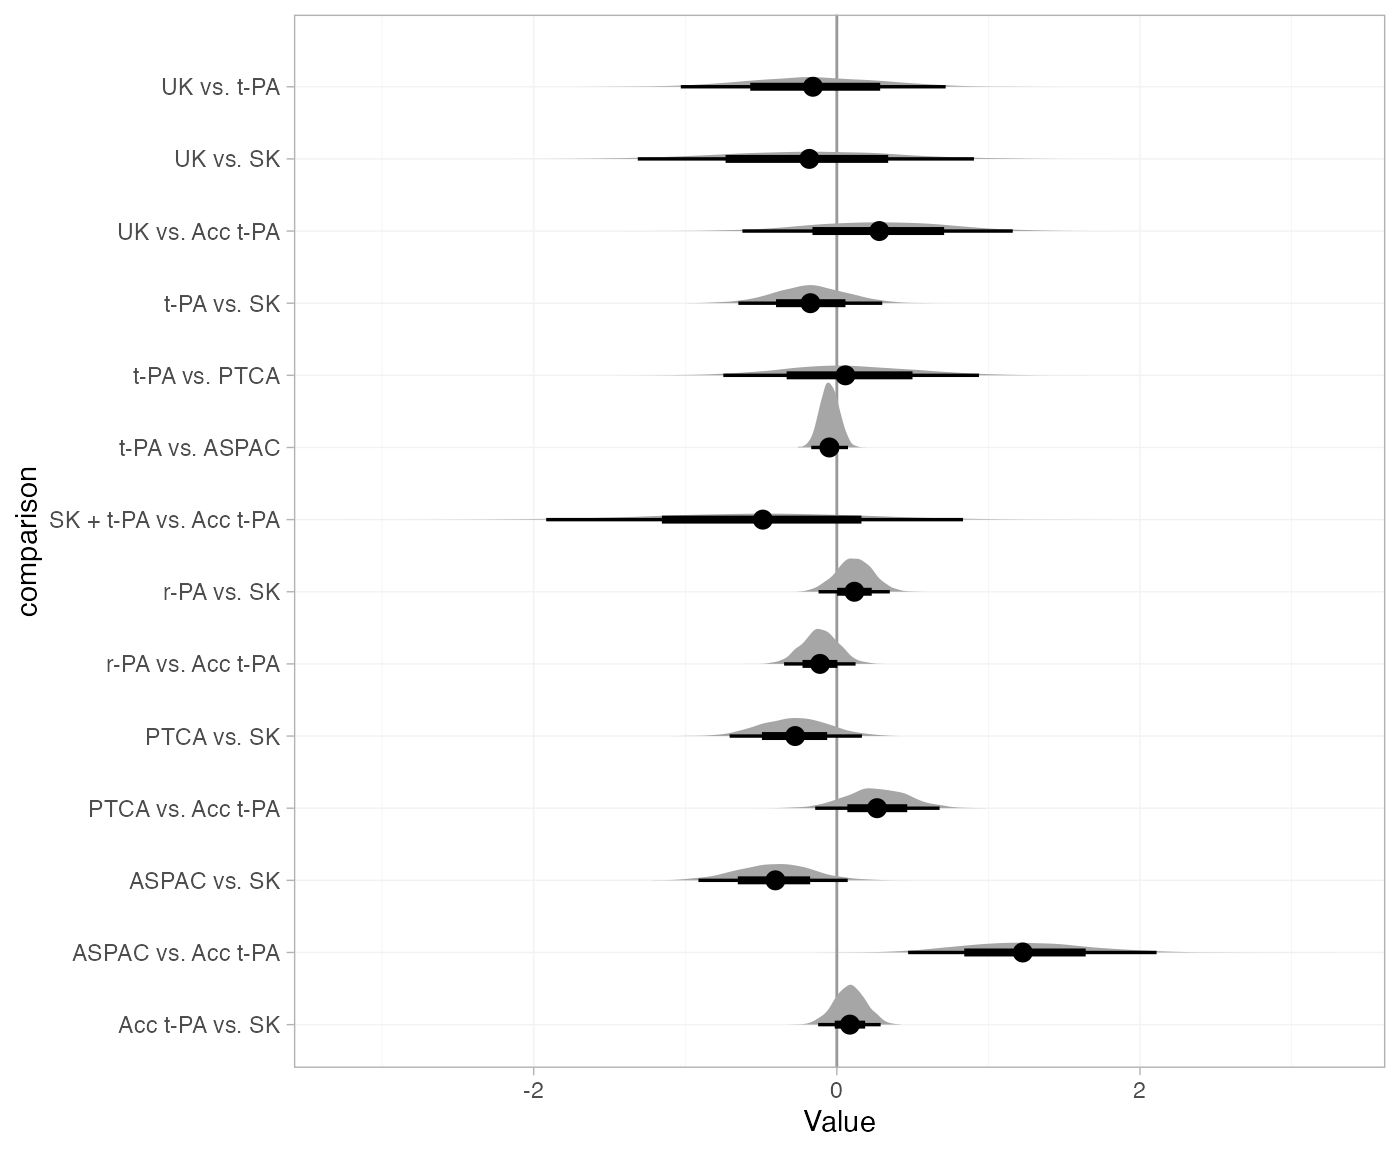 UK vs. t-PA
UK vs. SK
UK vs. Acc t-PA
t-PA vs. SK
t-PA vs. PTCA
t-PA vs. ASPAC
SK + t-PA vs. Acc t-PA
r-PA vs. SK
r-PA vs. Acc t-PA
PTCA vs. SK
PTCA vs. Acc t-PA
ASPAC vs. SK
ASPAC vs. Acc t-PA
Acc t-PA vs. SK
comparison
-2 0 2
Value